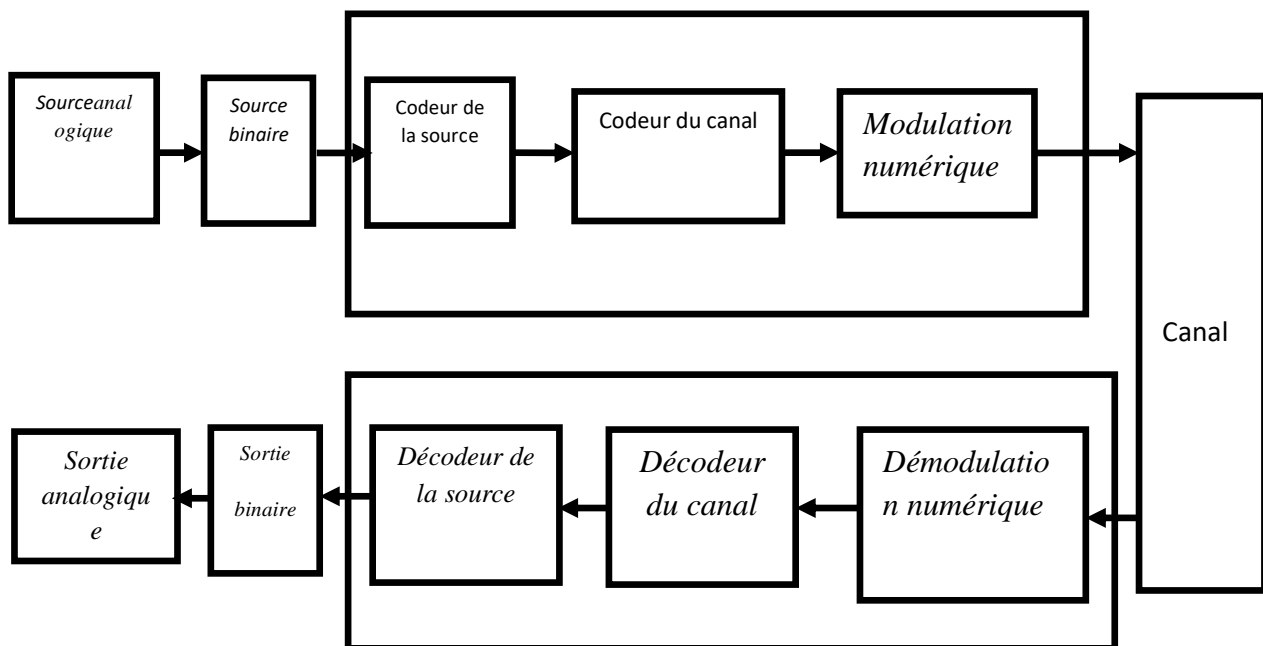 Sourceanal
ogique
Source
binaire
Codeur de
la source
Codeur du canal
Modulation
numérique
Canal
Sortie
analogiqu
e
Sortie
binaire
Décodeur de
la source
Décodeur
du canal
Démodulatio
n numérique